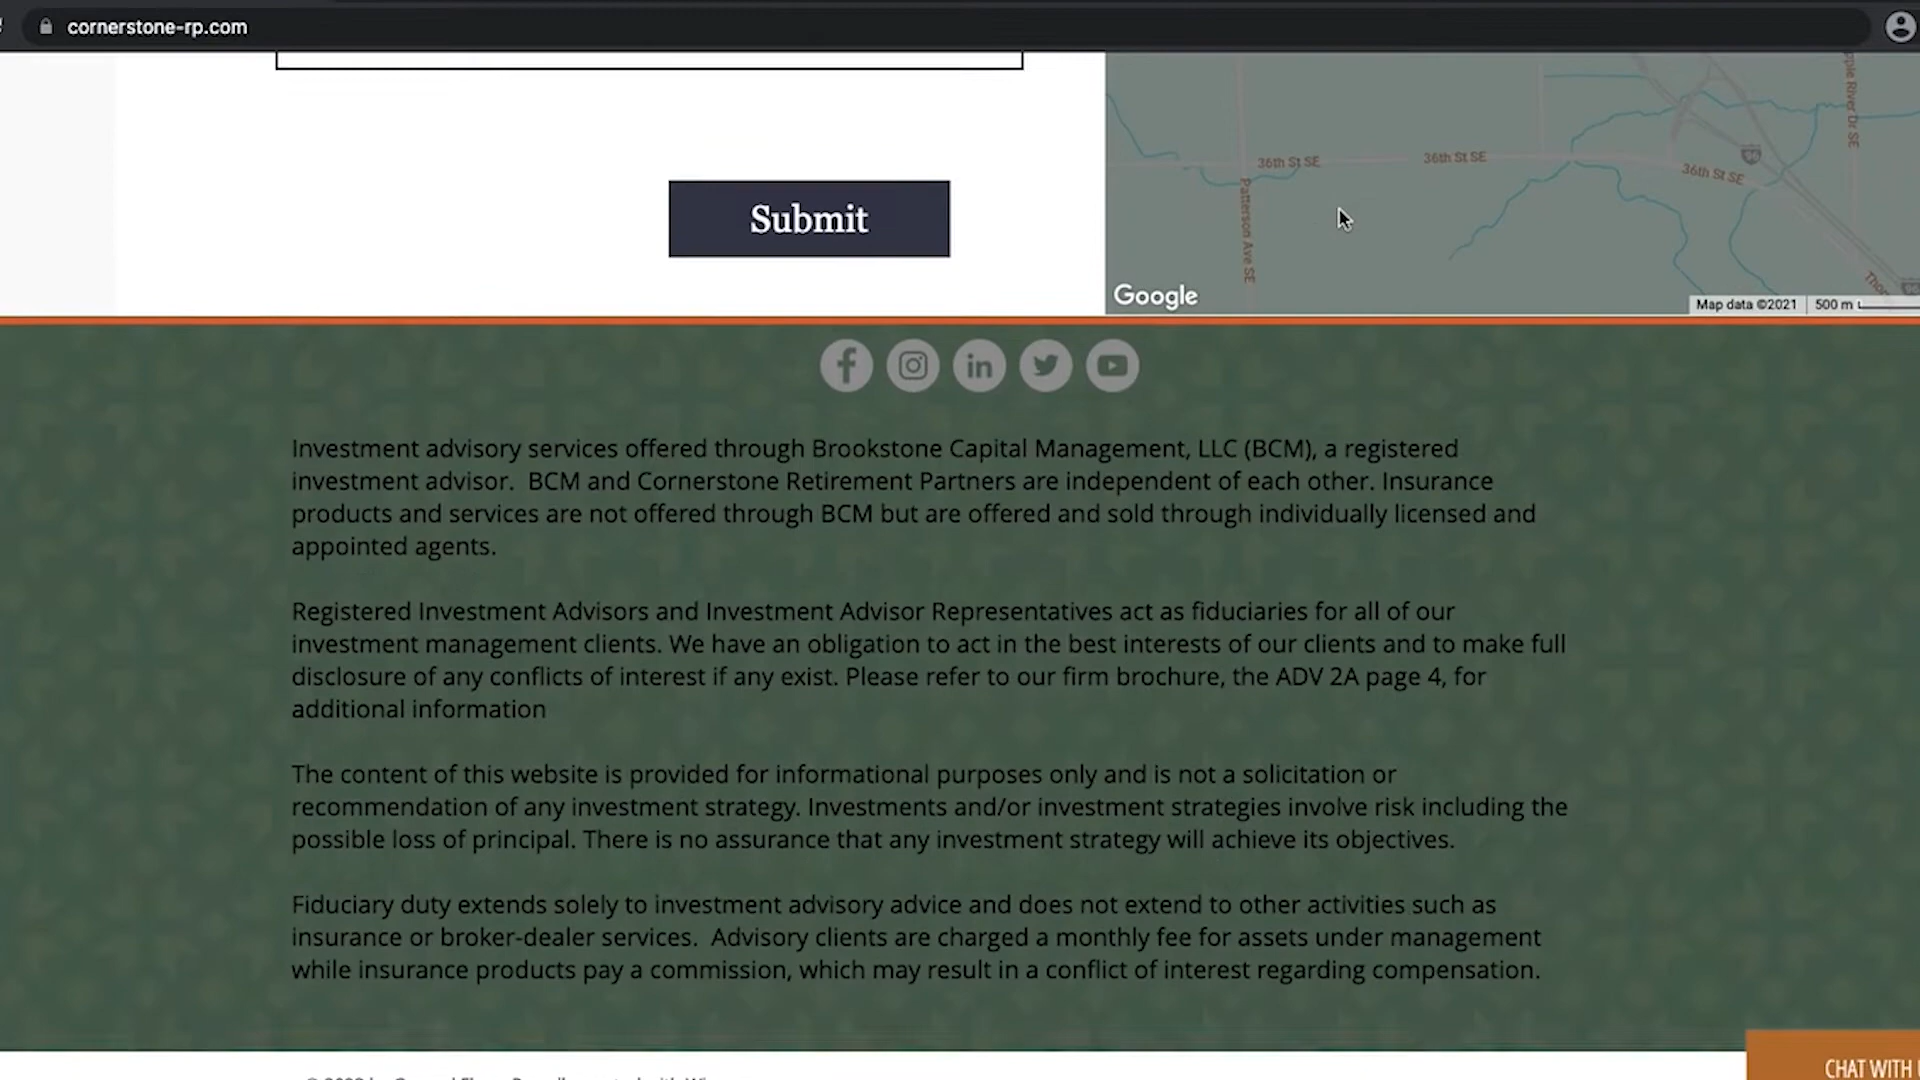 cornerstone-rp.com
36th St SE
36th St SE
36th St SE
Patterson Ave SE
River Dr SE
96
Submit
Google
Map data ©2021
500 m
Investment advisory services offered through Brookstone Capital Management, LLC (BCM), a registered
investment advisor.  BCM and Cornerstone Retirement Partners are independent of each other. Insurance
products and services are not offered through BCM but are offered and sold through individually licensed and
appointed agents.
Registered Investment Advisors and Investment Advisor Representatives act as fiduciaries for all of our
investment management clients. We have an obligation to act in the best interests of our clients and to make full
disclosure of any conflicts of interest if any exist. Please refer to our firm brochure, the ADV 2A page 4, for
additional information
The content of this website is provided for informational purposes only and is not a solicitation or
recommendation of any investment strategy. Investments and/or investment strategies involve risk including the
possible loss of principal. There is no assurance that any investment strategy will achieve its objectives.
Fiduciary duty extends solely to investment advisory advice and does not extend to other activities such as
insurance or broker-dealer services.  Advisory clients are charged a monthly fee for assets under management
while insurance products pay a commission, which may result in a conflict of interest regarding compensation.
CHAT WITH